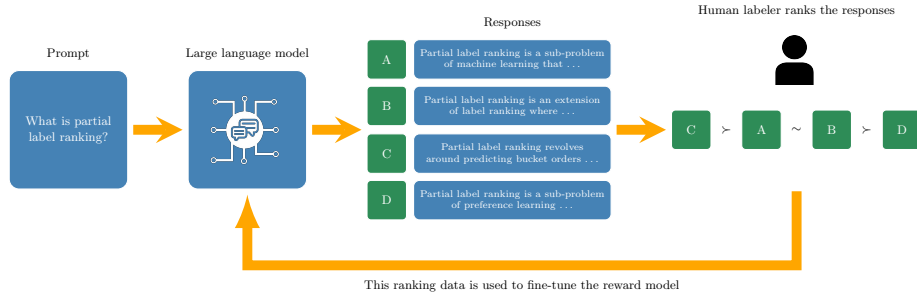 Prompt
What is partial
label ranking?
Large language model
Responses
A
Partial label ranking is a sub-problem
of machine learning that . . .
B
Partial label ranking is an extension
of label ranking where . . .
C
Partial label ranking revolves
around predicting bucket orders . . .
D
Partial label ranking is a sub-problem
of preference learning . . .
Human labeler ranks the responses
C ≻ A ∼ B ≻ D
This ranking data is used to fine-tune the reward model